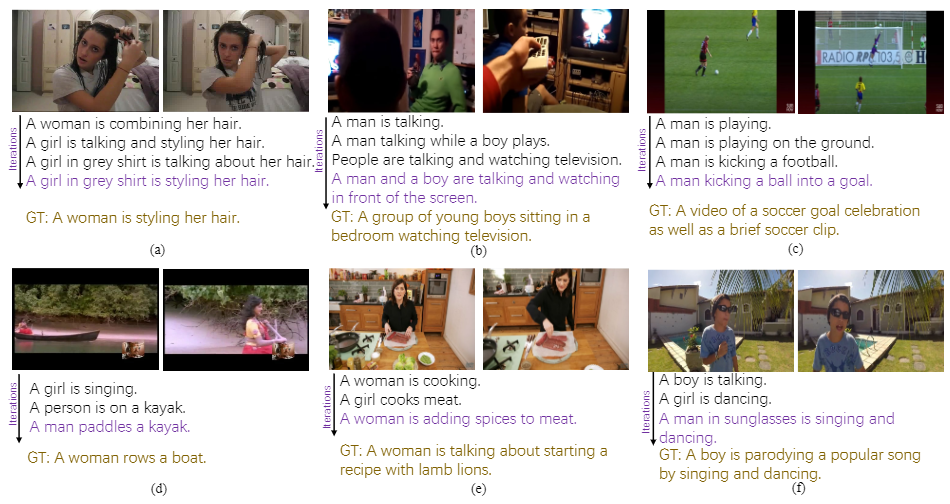 Iterations
A woman is combining her hair.
A girl is talking and styling her hair.
A girl in grey shirt is talking about her hair.
A girl in grey shirt is styling her hair.
GT: A woman is styling her hair.
(a)
Iterations
A man is talking.
A man talking while a boy plays.
People are talking and watching television.
A man and a boy are talking and watching
in front of the screen.
GT: A group of young boys sitting in a
bedroom watching television.
(b)
RADIO RPC 103,5
Iterations
A man is playing.
A man is playing on the ground.
A man is kicking a football.
A man kicking a ball into a goal.
GT: A video of a soccer goal celebration
as well as a brief soccer clip.
(c)
Iterations
A girl is singing.
A person is on a kayak.
A man paddles a kayak.
GT: A woman rows a boat.
(d)
Iterations
A woman is cooking.
A girl cooks meat.
A woman is adding spices to meat.
GT: A woman is talking about starting a
recipe with lamb lions.
(e)
Iterations
A boy is talking.
A girl is dancing.
A man in sunglasses is singing and
dancing.
GT: A boy is parodying a popular song
by singing and dancing.
(f)